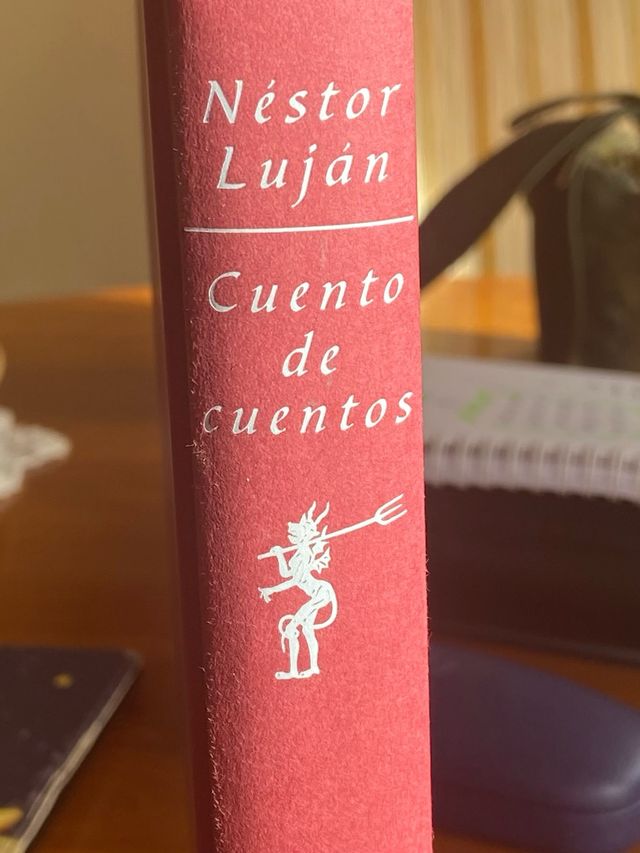 Néstor
Luján
Cuento
de
cuentos